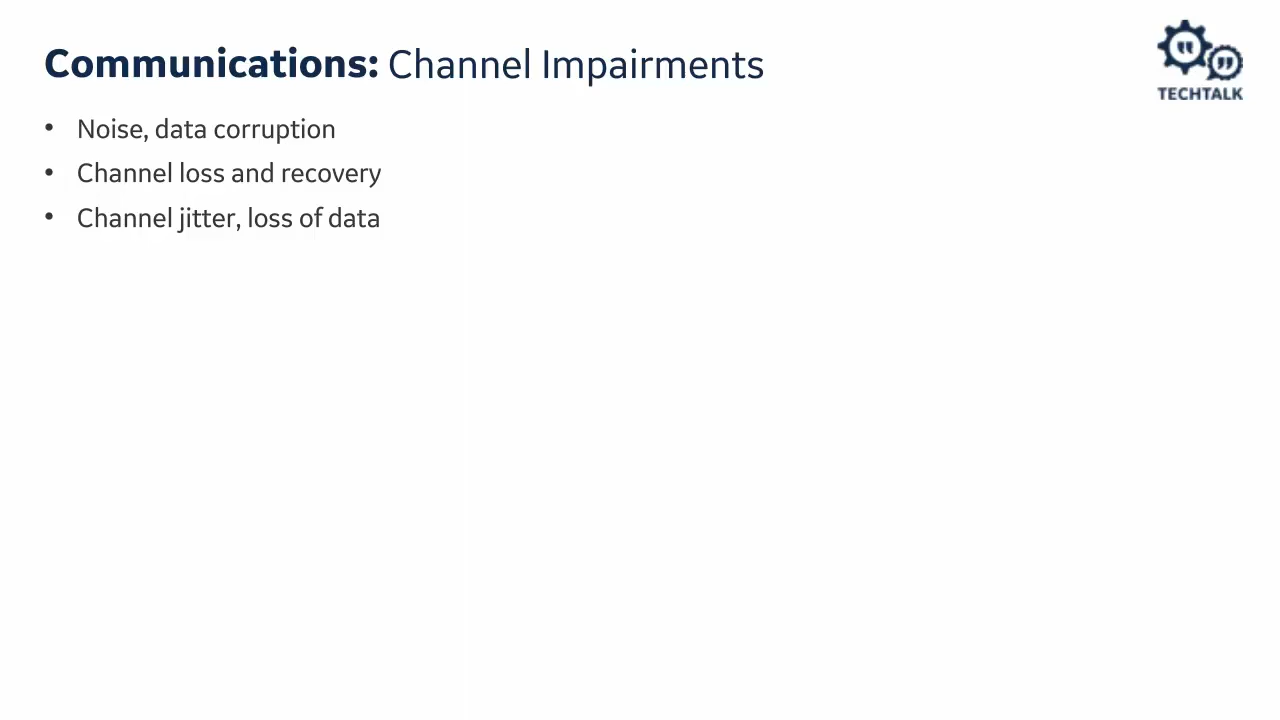 Communications: Channel Impairments
TECHTALK
• Noise, data corruption
• Channel loss and recovery
• Channel jitter, loss of data